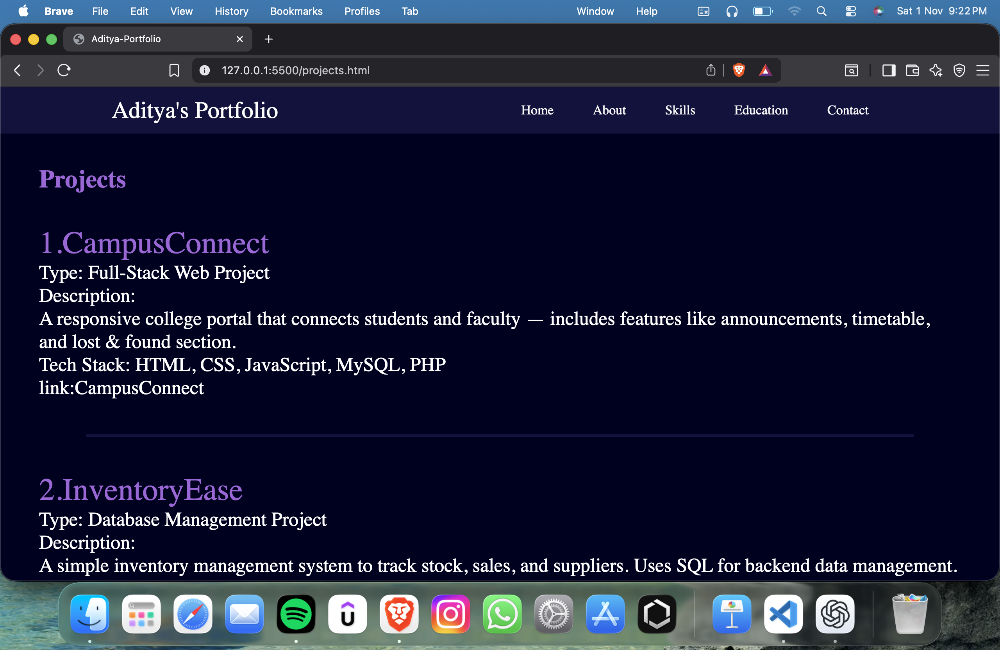 Brave File Edit View History Bookmarks Profiles Tab Window Help Sat 1 Nov 9:22 PM
Aditya-Portfolio
127.0.0.1:5500/projects.html
Aditya's Portfolio Home About Skills Education Contact
Projects
1.CampusConnect
Type: Full-Stack Web Project
Description:
A responsive college portal that connects students and faculty — includes features like announcements, timetable,
and lost & found section.
Tech Stack: HTML, CSS, JavaScript, MySQL, PHP
link:CampusConnect
2.InventoryEase
Type: Database Management Project
Description:
A simple inventory management system to track stock, sales, and suppliers. Uses SQL for backend data management.